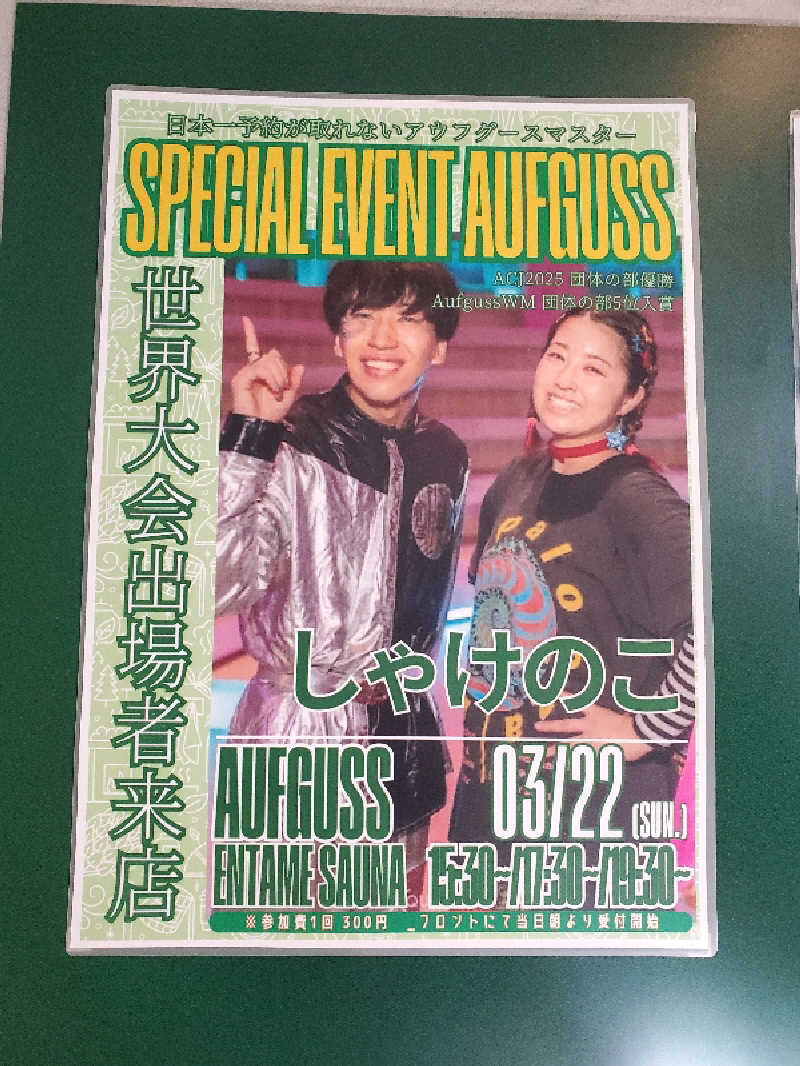 日本一予約が取れないアウフグースマスター
SPECIAL EVENT AUFGUSS
ACJ2025 団体の部優勝
AufgussWM 団体の部5位入賞
世界大会出場者来店
palo
しゃけのこ
AUFGUSS
03/22 (SUN.)
ENTAME SAUNA
15:30~/17:30~/19:30~
※参加費1回300円 _フロントにて当日朝より受付開始